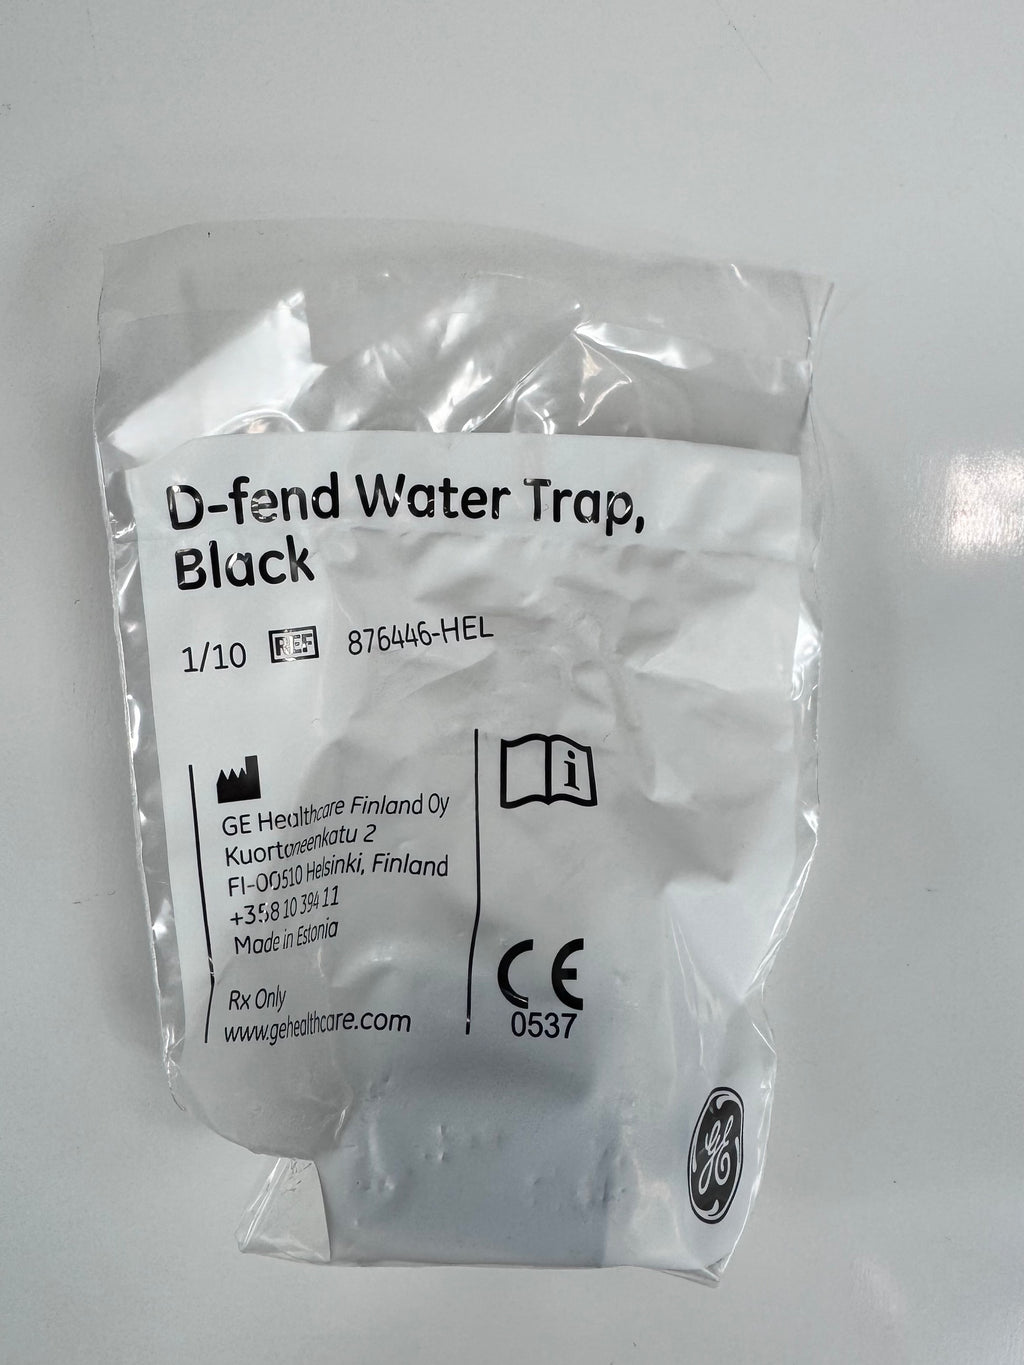 D-fend Water Trap,
Black
1/10 REF 876446-HEL
GE Healthcare Finland Oy
Kuortaneenkatu 2
FI-00510 Helsinki, Finland
+358 10 394 11
Made in Estonia
Rx Only
www.gehealthcare.com
i
CE
0537
GE